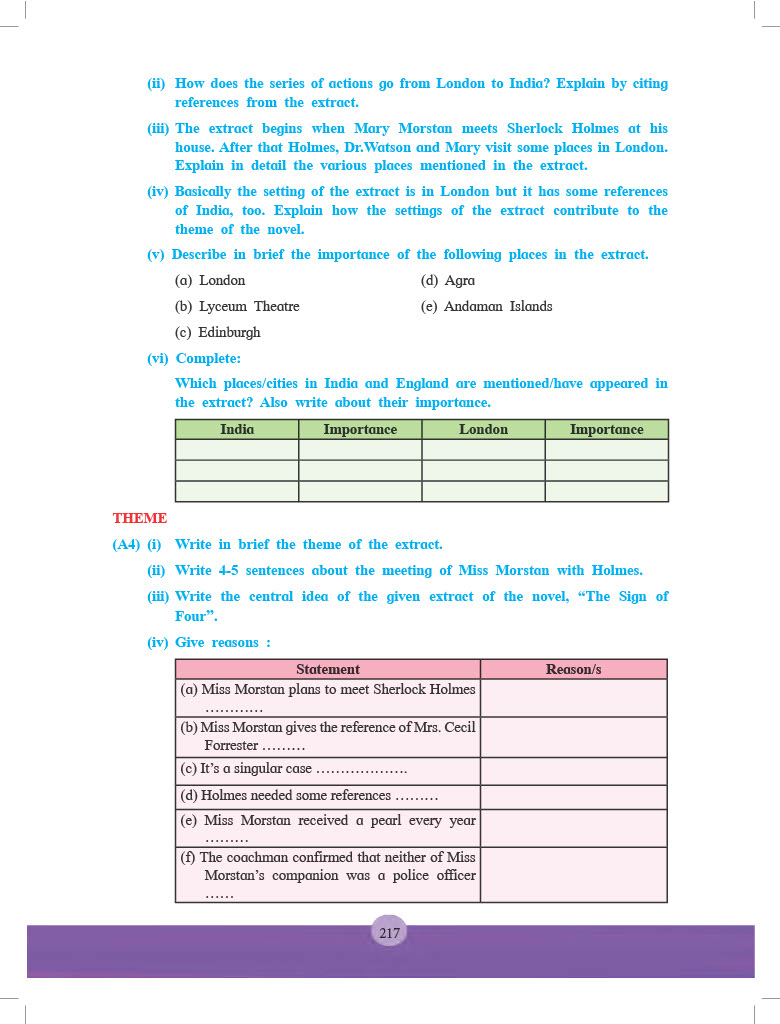 (ii) How does the series of actions go from London to India? Explain by citing
references from the extract.
(iii) The extract begins when Mary Morstan meets Sherlock Holmes at his
house. After that Holmes, Dr.Watson and Mary visit some places in London.
Explain in detail the various places mentioned in the extract.
(iv) Basically the setting of the extract is in London but it has some references
of India, too. Explain how the settings of the extract contribute to the
theme of the novel.
(v) Describe in brief the importance of the following places in the extract.
(a) London (d) Agra
(b) Lyceum Theatre (e) Andaman Islands
(c) Edinburgh
(vi) Complete:
Which places/cities in India and England are mentioned/have appeared in
the extract? Also write about their importance.
India Importance London Importance
THEME
(A4) (i) Write in brief the theme of the extract.
(ii) Write 4-5 sentences about the meeting of Miss Morstan with Holmes.
(iii) Write the central idea of the given extract of the novel, “The Sign of
Four”.
(iv) Give reasons :
Statement Reason/s
(a) Miss Morstan plans to meet Sherlock Holmes
…………
(b) Miss Morstan gives the reference of Mrs. Cecil
Forrester ………
(c) It’s a singular case ……………….
(d) Holmes needed some references ………
(e) Miss Morstan received a pearl every year
………
(f) The coachman confirmed that neither of Miss
Morstan’s companion was a police officer
……
217